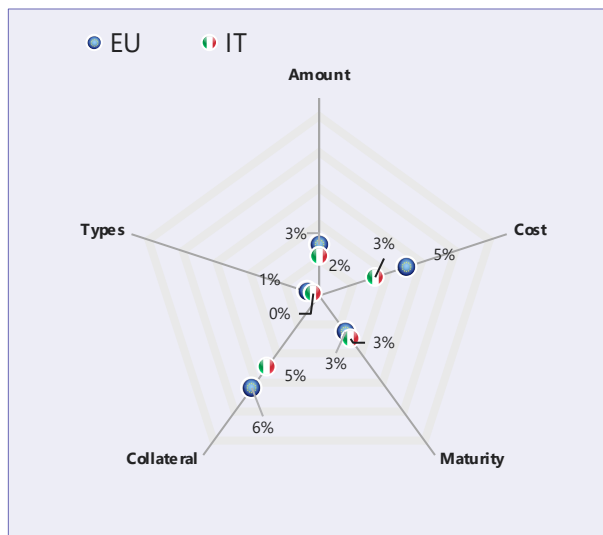 EU IT
Amount
Types
Cost
3%
3%
5%
2%
1%
0%
3%
3%
5%
6%
Collateral
Maturity